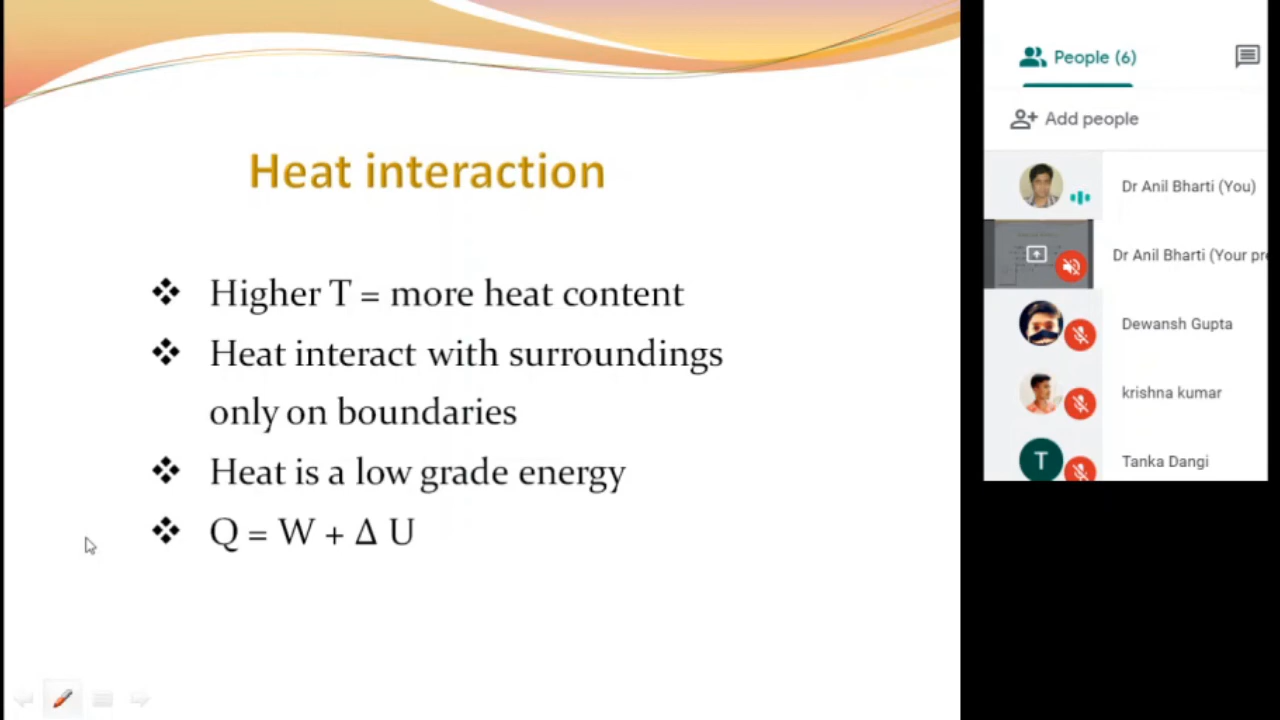 Heat interaction
❖ Higher T = more heat content
❖ Heat interact with surroundings
only on boundaries
❖ Heat is a low grade energy
❖ Q = W + Δ U
People (6)
Add people
Dr Anil Bharti (You)
Dr Anil Bharti (Your pr
Dewansh Gupta
krishna kumar
T
Tanka Dangi